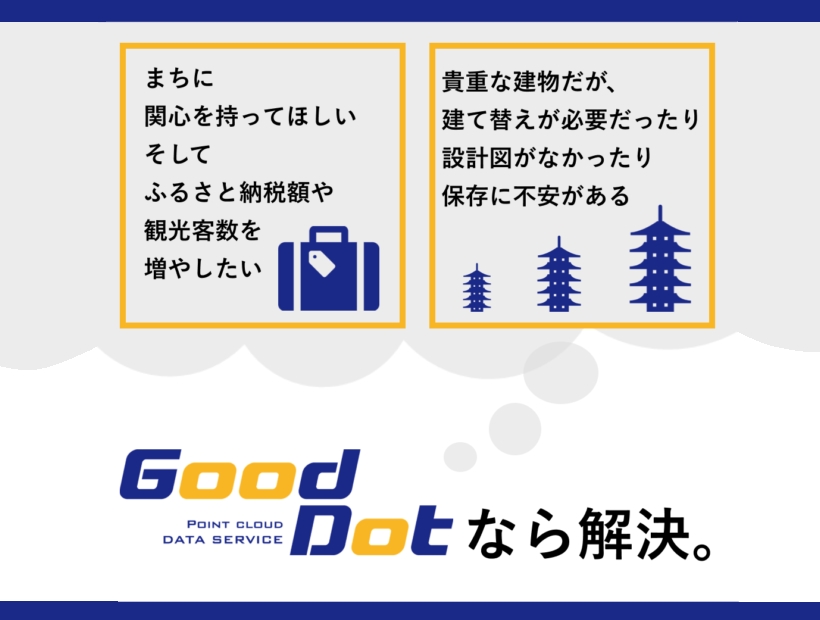 まちに
関心を持ってほしい
そして
ふるさと納税額や
観光客数を
増やしたい
貴重な建物だが、
建て替えが必要だったり
設計図がなかったり
保存に不安がある
Good
Dot
POINT CLOUD
DATA SERVICE
なら解決。